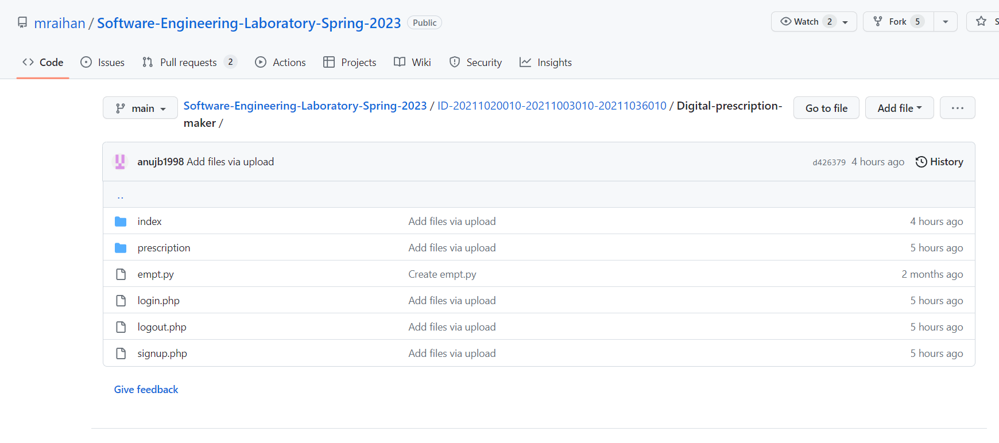 mraihan / Software-Engineering-Laboratory-Spring-2023 Public Watch 2 Fork 5
Code Issues Pull requests 2 Actions Projects Wiki Security Insights
main Software-Engineering-Laboratory-Spring-2023 / ID-20211020010-20211003010-20211036010 / Digital-prescription-
maker /
Go to file Add file ...
anujb1998 Add files via upload d426379 4 hours ago History
..
index Add files via upload 4 hours ago
prescription Add files via upload 5 hours ago
empt.py Create empt.py 2 months ago
login.php Add files via upload 5 hours ago
logout.php Add files via upload 5 hours ago
signup.php Add files via upload 5 hours ago
Give feedback